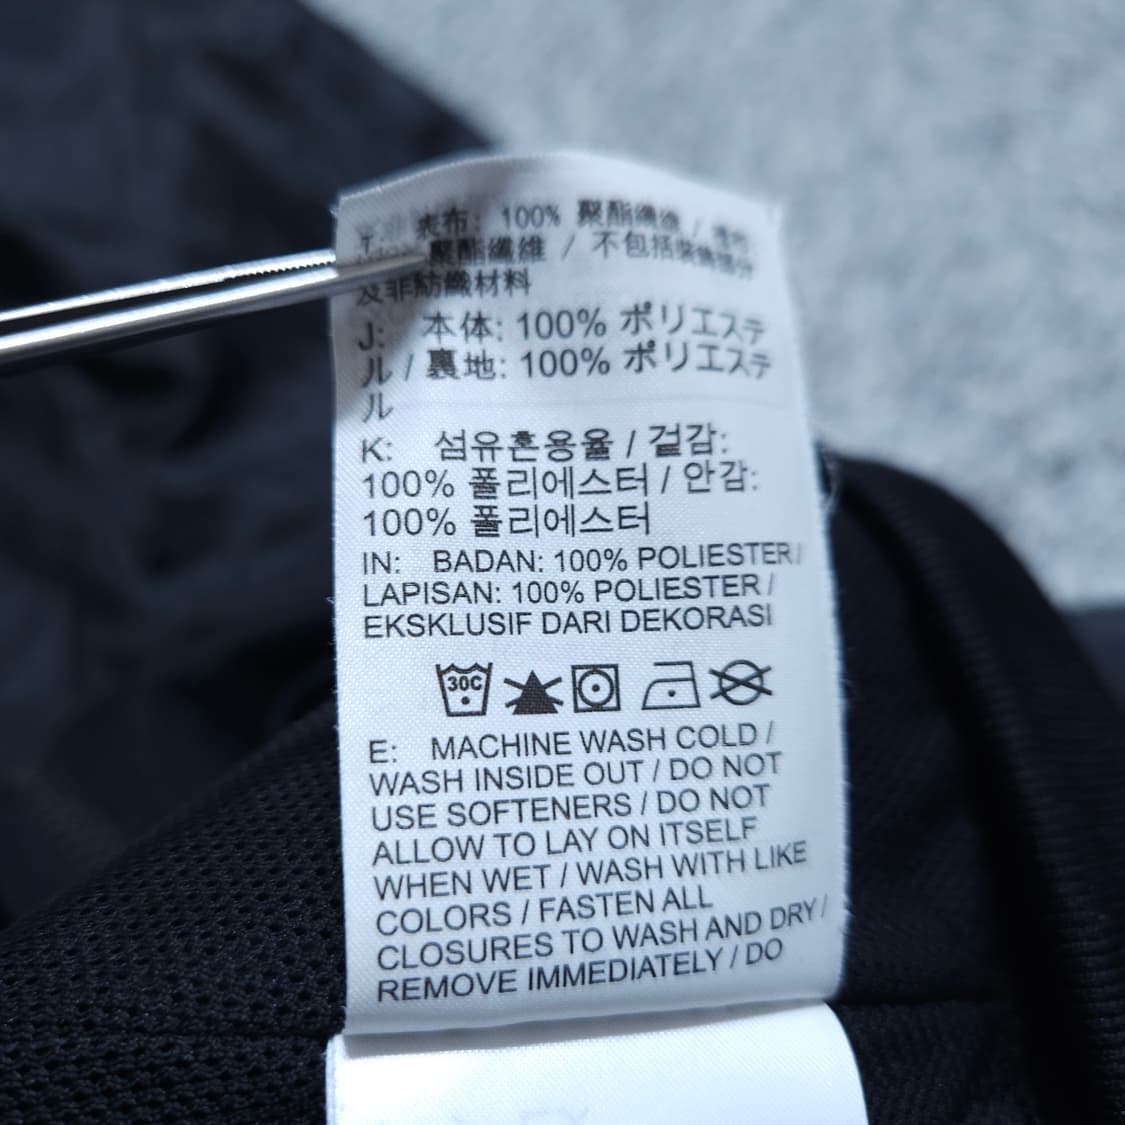 表布: 100% 聚酯纖維 /
聚酯纖維 / 不包括裝飾部分
及非紡織材料
J: 本体: 100% ポリエステ
ル / 裏地: 100% ポリエステ
ル
K: 섬유혼용율 / 겉감:
100% 폴리에스터 / 안감:
100% 폴리에스터
IN: BADAN: 100% POLIESTER/
LAPISAN: 100% POLIESTER /
EKSKLUSIF DARI DEKORASI
30C
E: MACHINE WASH COLD /
WASH INSIDE OUT / DO NOT
USE SOFTENERS / DO NOT
ALLOW TO LAY ON ITSELF
WHEN WET / WASH WITH LIKE
COLORS / FASTEN ALL
CLOSURES TO WASH AND DRY /
REMOVE IMMEDIATELY / DO